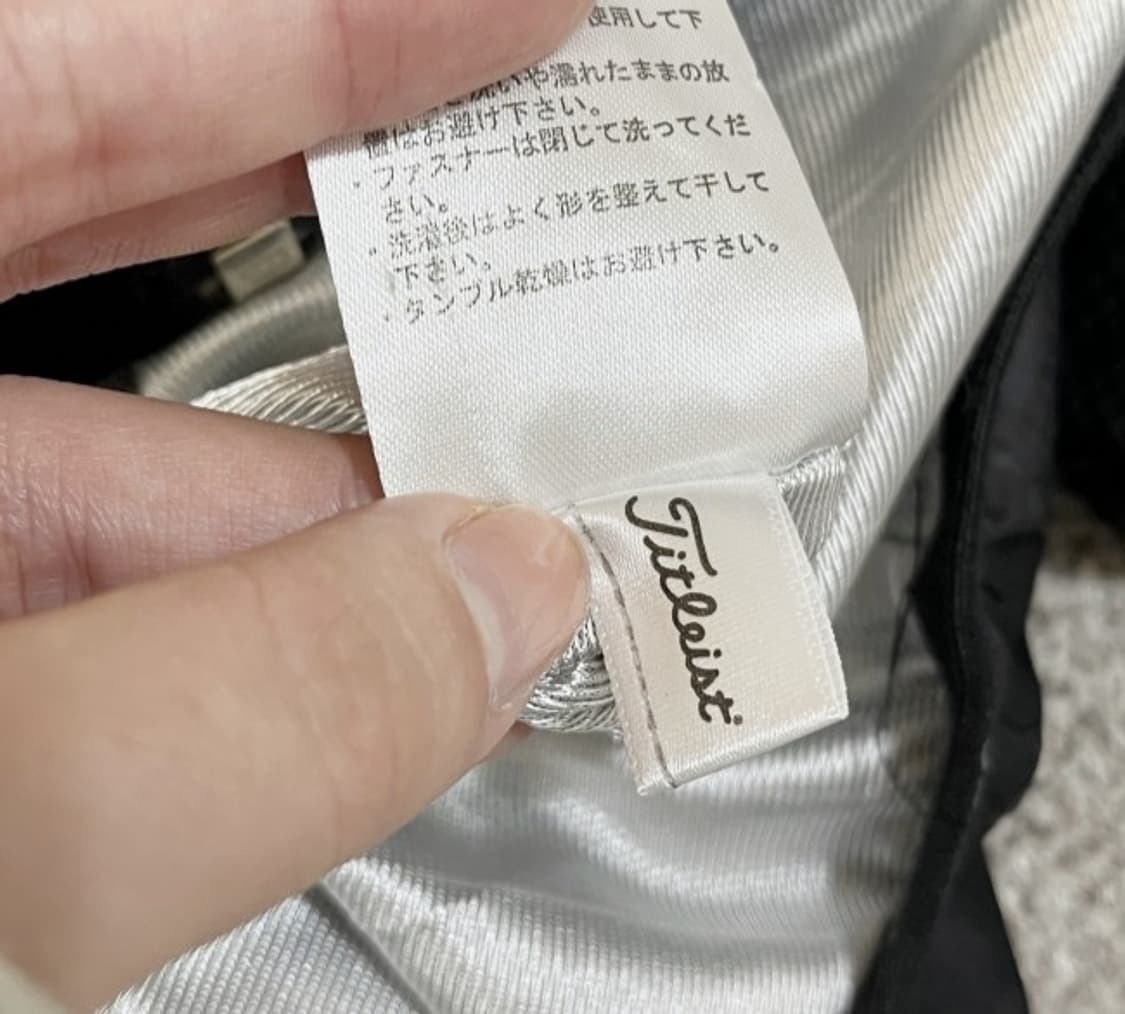 使用して下
洗いや濡れたままの放
置はお避け下さい。
・ファスナーは閉じて洗ってくだ
さい。
・洗濯後はよく形を整えて干して
下さい。
・タンブル乾燥はお避け下さい。
Titleist